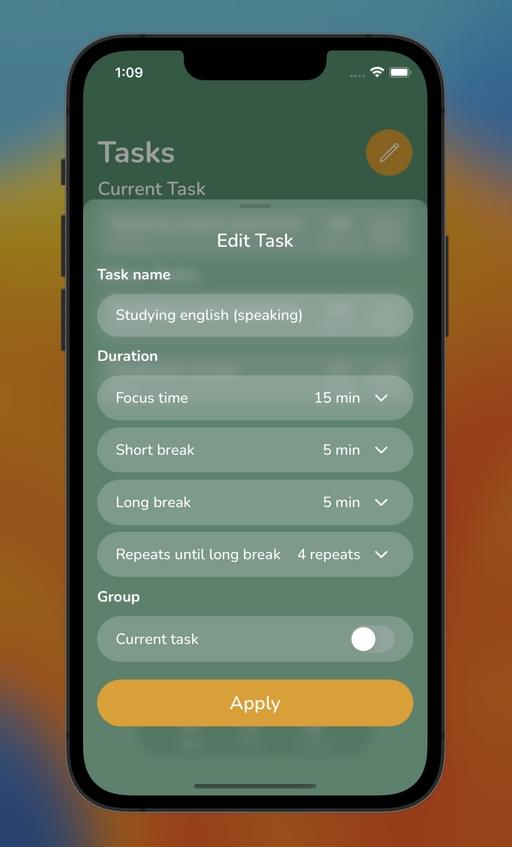 1:09
Tasks
Current Task
Edit Task
Task name
Studying english (speaking)
Duration
Focus time 15 min
Short break 5 min
Long break 5 min
Repeats until long break 4 repeats
Group
Current task
Apply